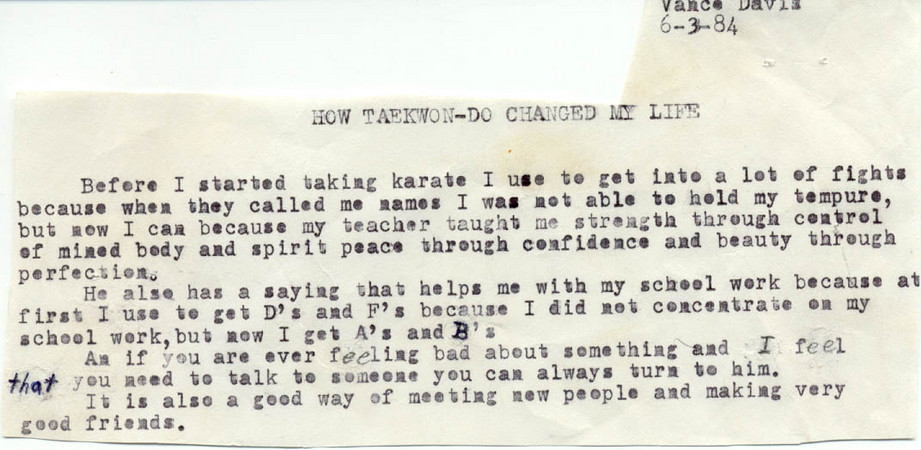 Vance Davis
6-3-84
HOW TAEKWON-DO CHANGED MY LIFE
Before I started taking karate I use to get into a lot of fights
because when they called me names I was not able to hold my tempure,
but now I can because my teacher taught me strength through control
of mined body and spirit peace through confidence and beauty through
perfection.
He also has a saying that helps me with my school work because at
first I use to get D's and F's because I did not concentrate on my
school work,but now I get A's and B's
An if you are ever feeling bad about something and I feel
that you need to talk to someone you can always turn to him.
It is also a good way of meeting new people and making very
good friends.